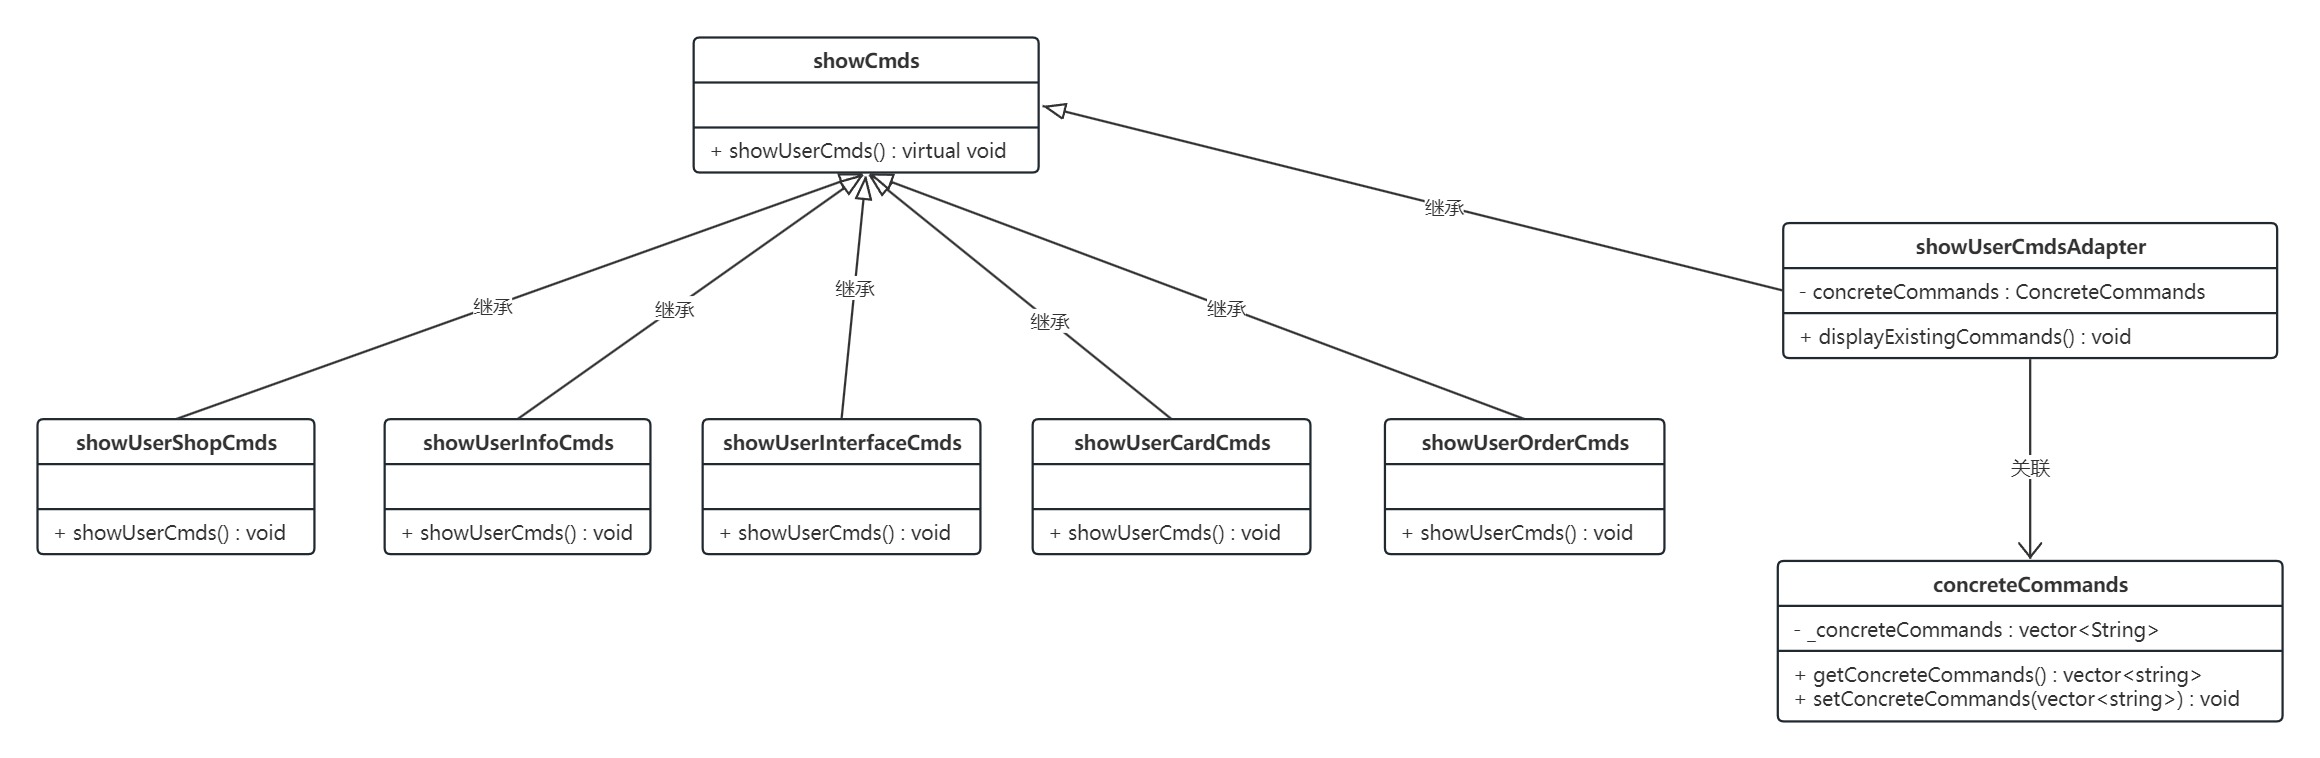 showCmds
+ showUserCmds() : virtual void
继承
showUserCmdsAdapter
- concreteCommands : ConcreteCommands
+ displayExistingCommands() : void
继承
继承
继承
继承
继承
showUserShopCmds
+ showUserCmds() : void
showUserInfoCmds
+ showUserCmds() : void
showUserInterfaceCmds
+ showUserCmds() : void
showUserCardCmds
+ showUserCmds() : void
showUserOrderCmds
+ showUserCmds() : void
关联
concreteCommands
- _concreteCommands : vector<String>
+ getConcreteCommands() : vector<string>
+ setConcreteCommands(vector<string>) : void